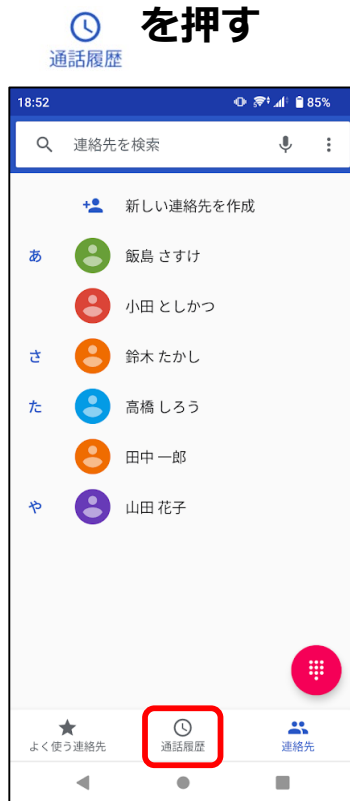 を押す
通話履歴
18:52 85%
連絡先を検索
新しい連絡先を作成
あ 飯島 さすけ
小田 としかつ
さ 鈴木 たかし
た 高橋 しろう
田中 一郎
や 山田 花子
よく使う連絡先 通話履歴 連絡先